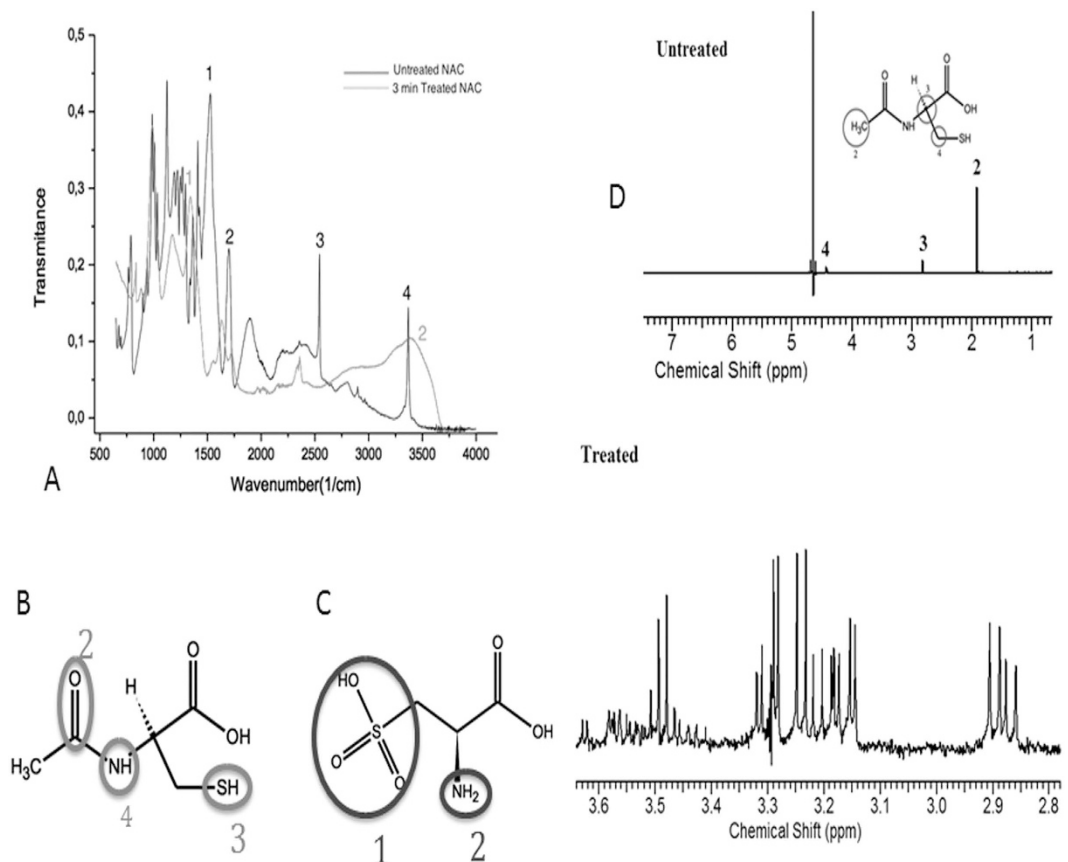 0,5
0,4
0,3
0,2
0,1
0,0
Transmitance
1
2
3
4
1
2
Untreated NAC
3 min Treated NAC
500 1000 1500 2000 2500 3000 3500 4000
Wavenumber(1/cm)
A
Untreated
O
H
3
O
OH
H₃C
NH
SH
2
4
D
4
3
2
7 6 5 4 3 2 1
Chemical Shift (ppm)
B
2
O
H
O
OH
H₃C
NH
SH
4
3
C
HO
O
S
OH
O
O
NH₂
1
2
Treated
3.6 3.5 3.4 3.3 3.2 3.1 3.0 2.9 2.8
Chemical Shift (ppm)